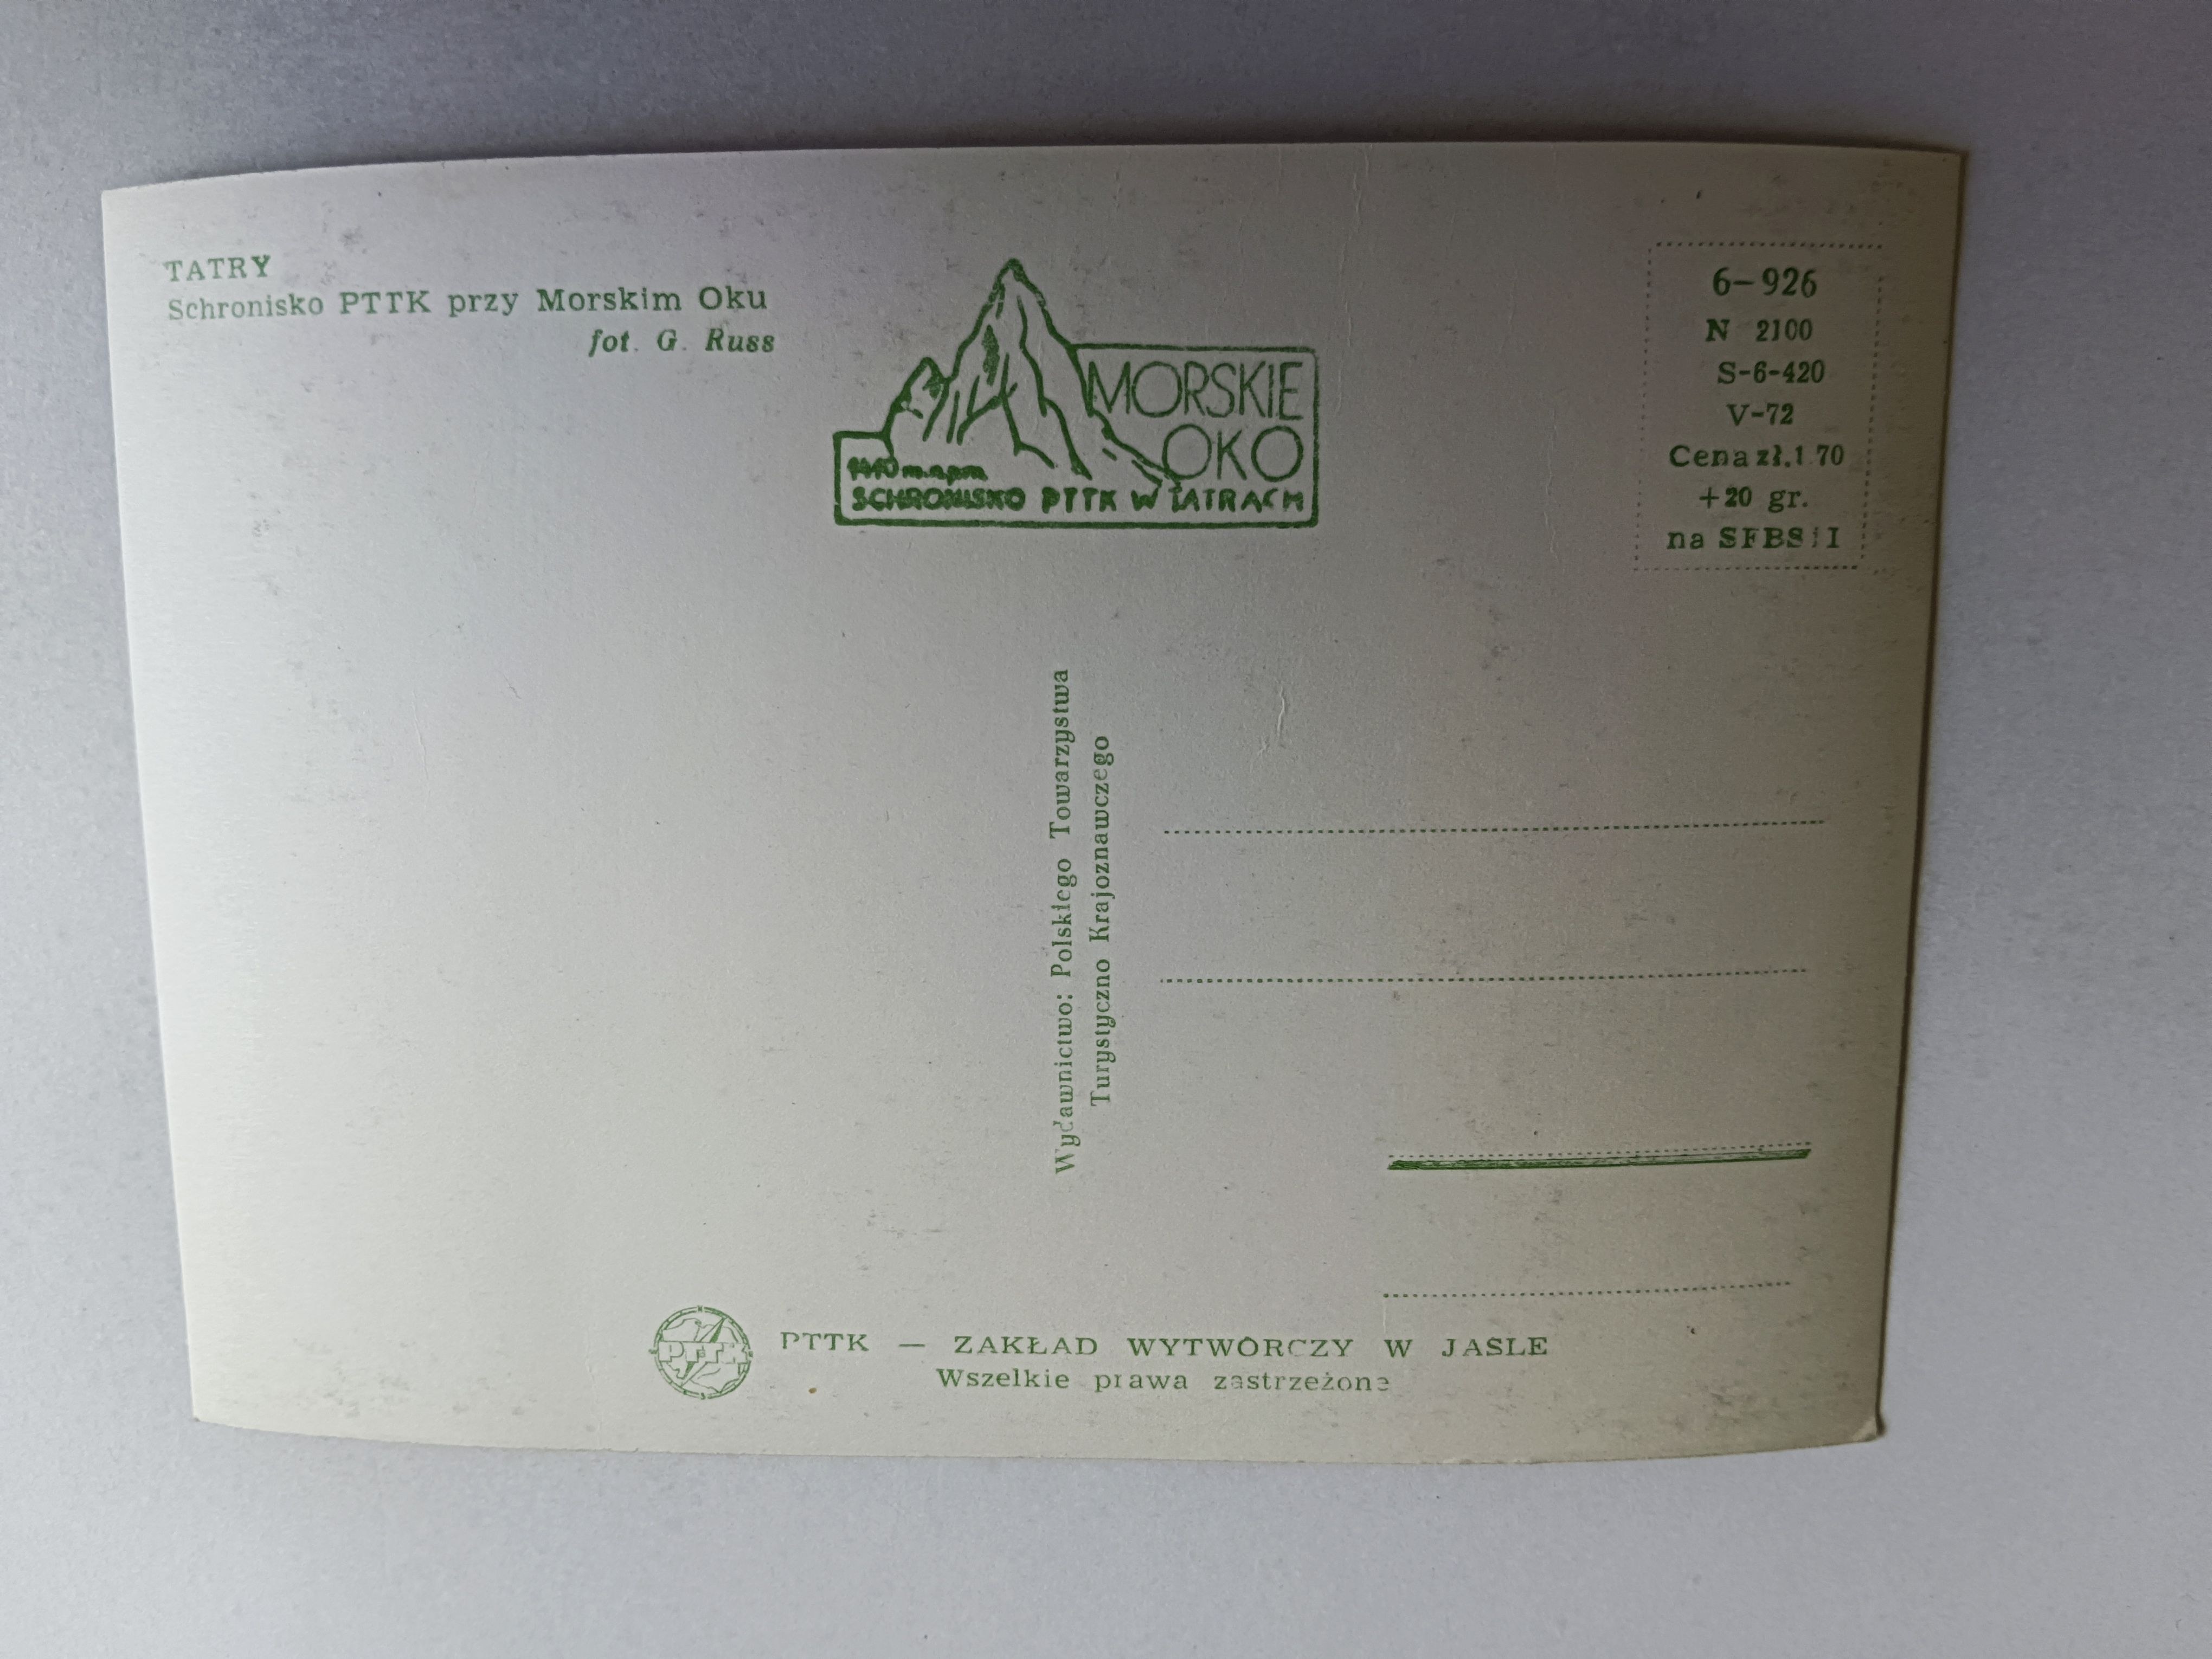 TATRY
Schronisko PTTK przy Morskim Oku
fot. G. Russ
MORSKIE
OKO
m.n.p.m.
SCHRONISKO PTTK W TATRACH
6-926
N 2100
S-6-420
V-72
Cena zł.1 70
+20 gr.
na SFBSiI
Wydawnictwo: Polskiego Towarzystwa
Turystyczno Krajoznawczego
PTTK
PTTK — ZAKŁAD WYTWÓRCZY W JASLE
Wszelkie prawa zastrzeżone